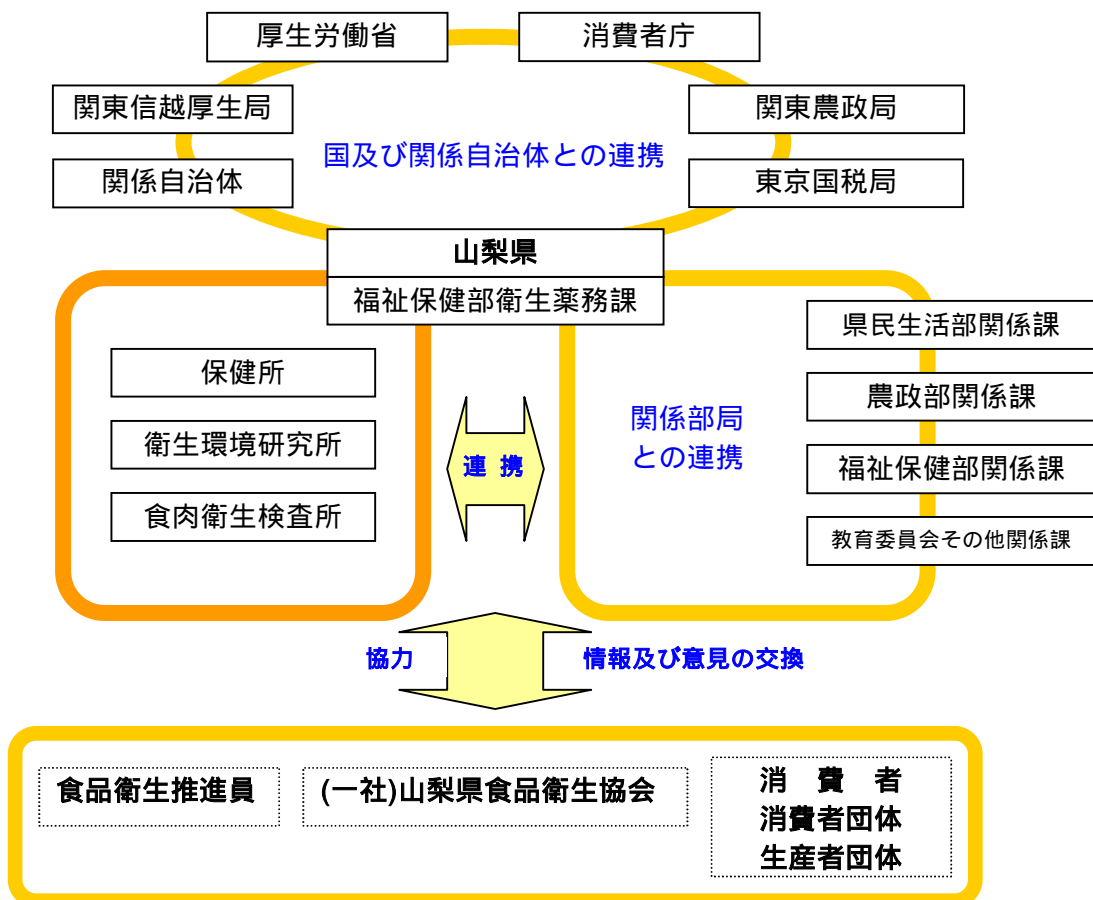 厚生労働省
消費者庁
関東信越厚生局
関東農政局
国及び関係自治体との連携
関係自治体
東京国税局
山梨県
福祉保健部衛生薬務課
県民生活部関係課
保健所
農政部関係課
関係部局
との連携
衛生環境研究所
連 携
福祉保健部関係課
食肉衛生検査所
教育委員会その他関係課
協力
情報及び意見の交換
食品衛生推進員
(一社)山梨県食品衛生協会
消 費 者
消費者団体
生産者団体